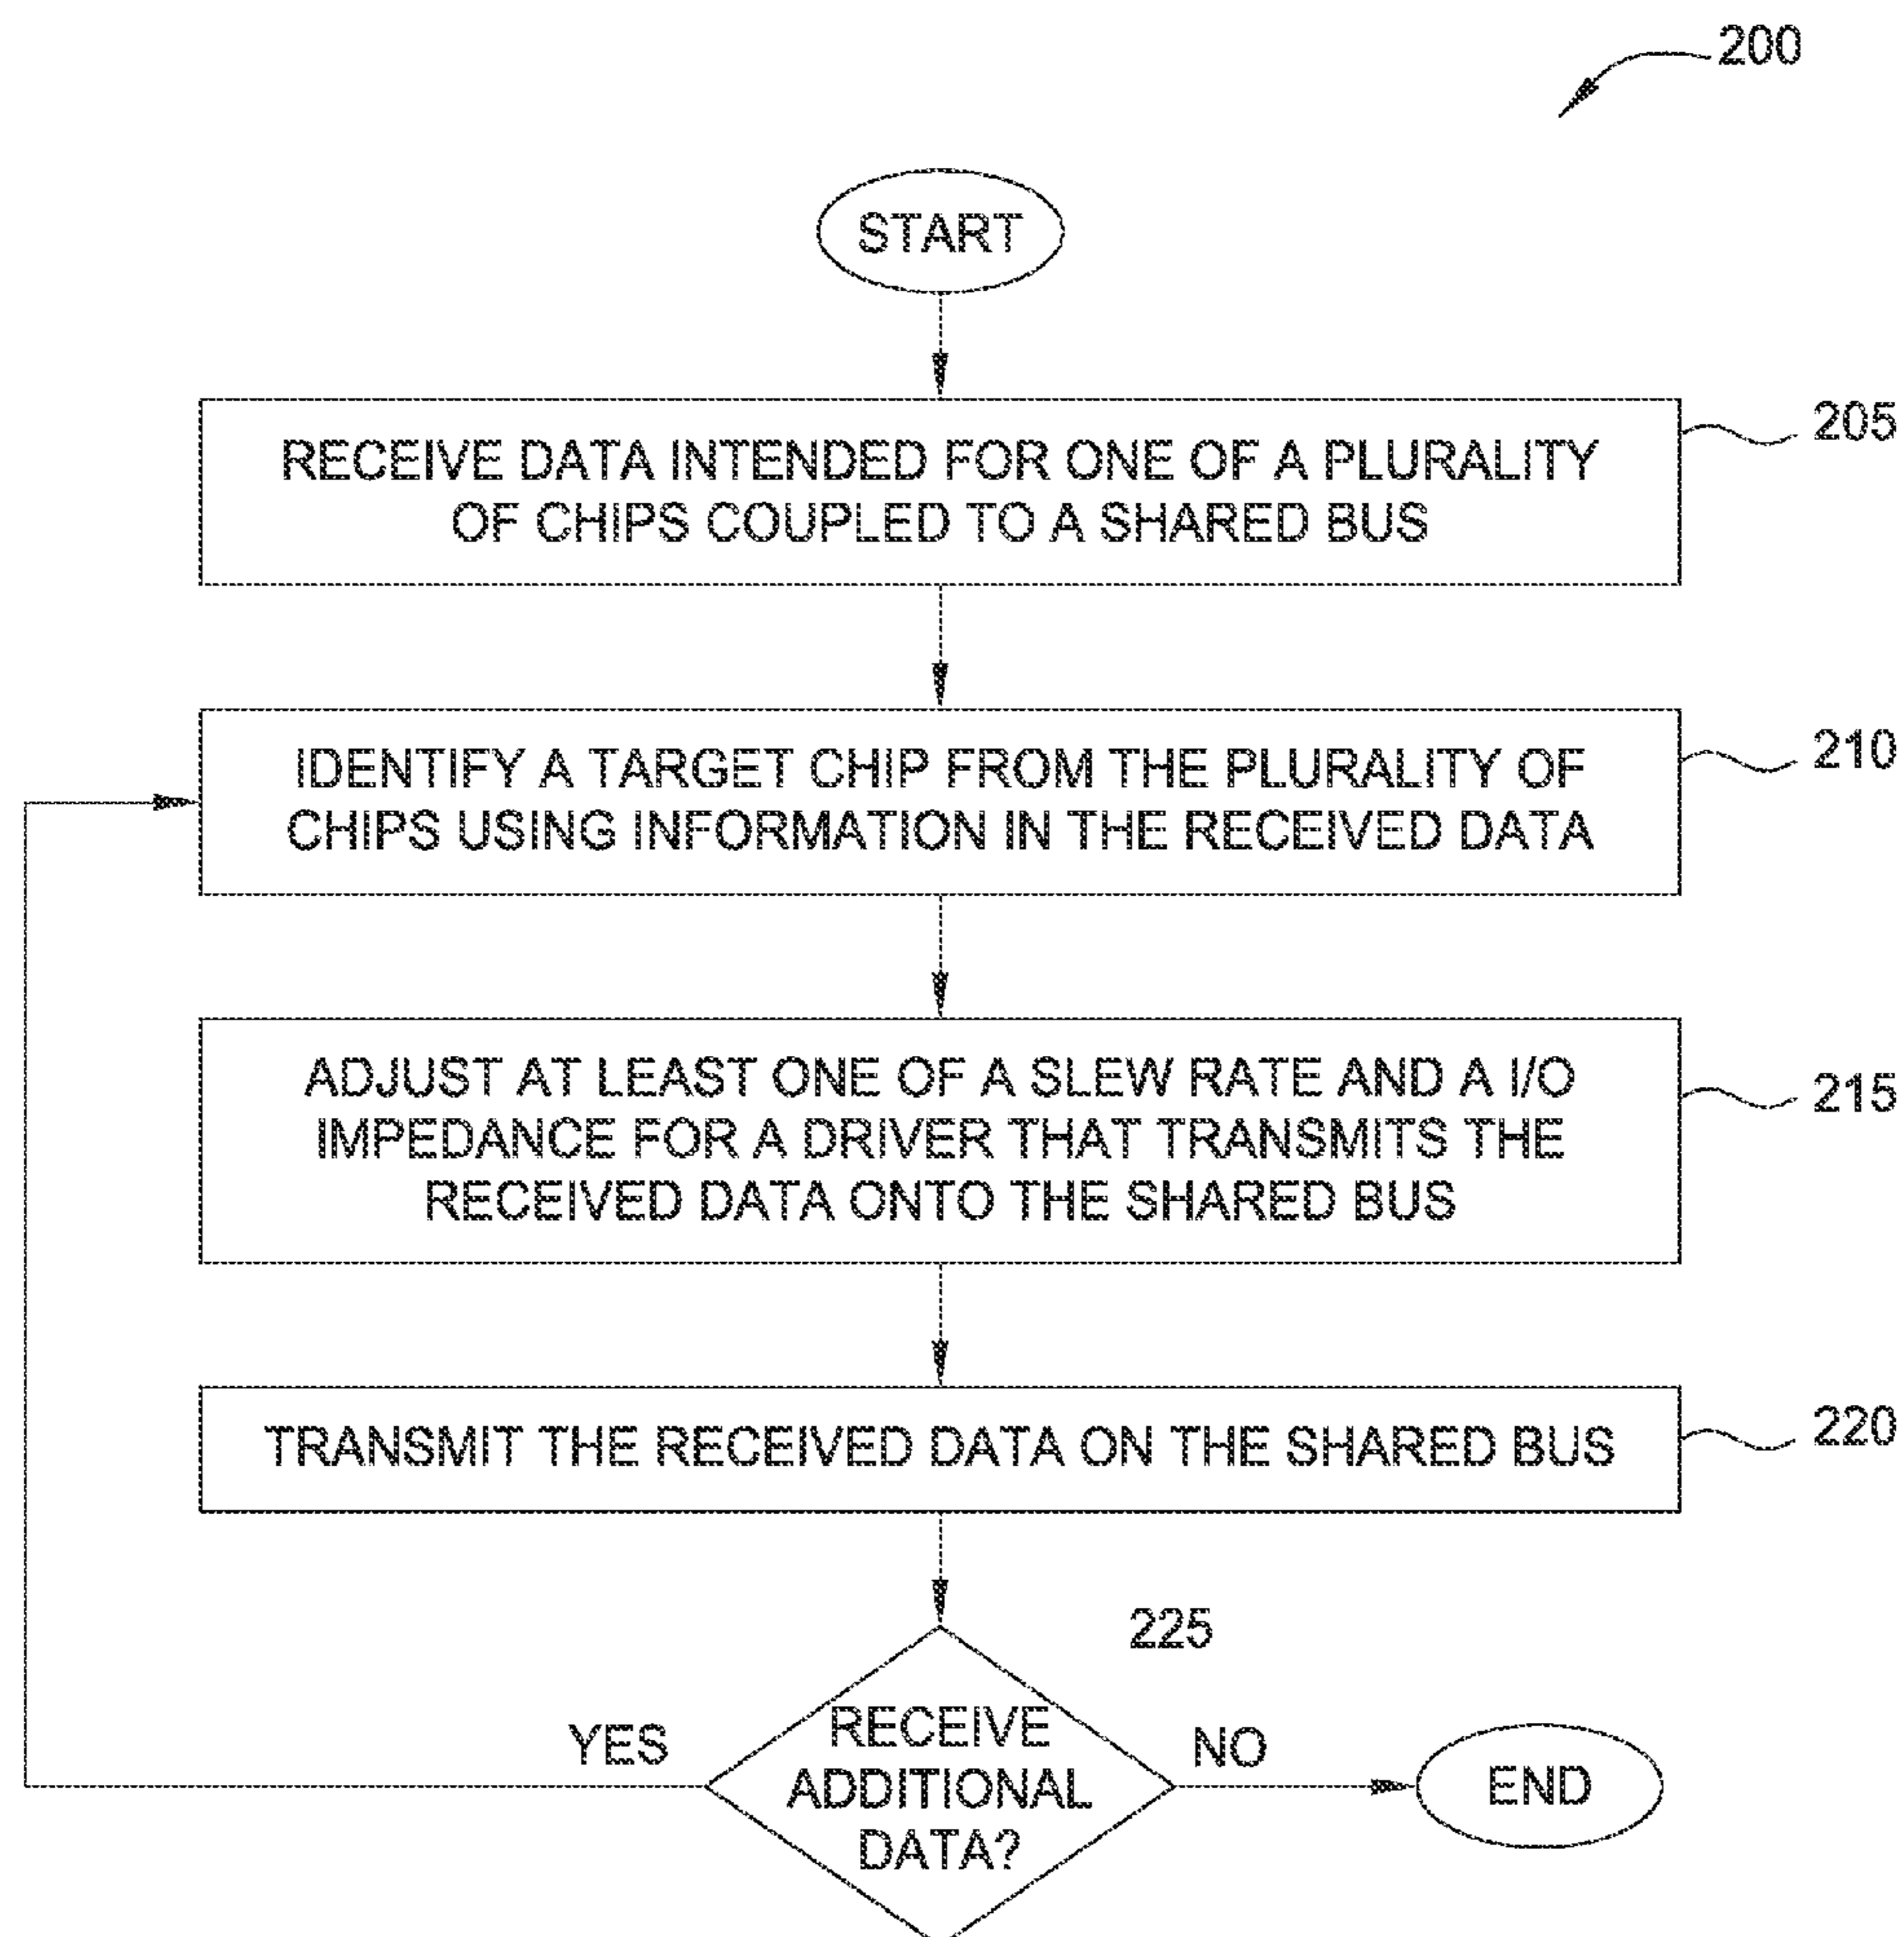 200
START
RECEIVE DATA INTENDED FOR ONE OF A PLURALITY
OF CHIPS COUPLED TO A SHARED BUS
205
IDENTIFY A TARGET CHIP FROM THE PLURALITY OF
CHIPS USING INFORMATION IN THE RECEIVED DATA
210
ADJUST AT LEAST ONE OF A SLEW RATE AND A I/O
IMPEDANCE FOR A DRIVER THAT TRANSMITS THE
RECEIVED DATA ONTO THE SHARED BUS
215
TRANSMIT THE RECEIVED DATA ON THE SHARED BUS
220
225
YES
RECEIVE
ADDITIONAL
DATA?
NO
END